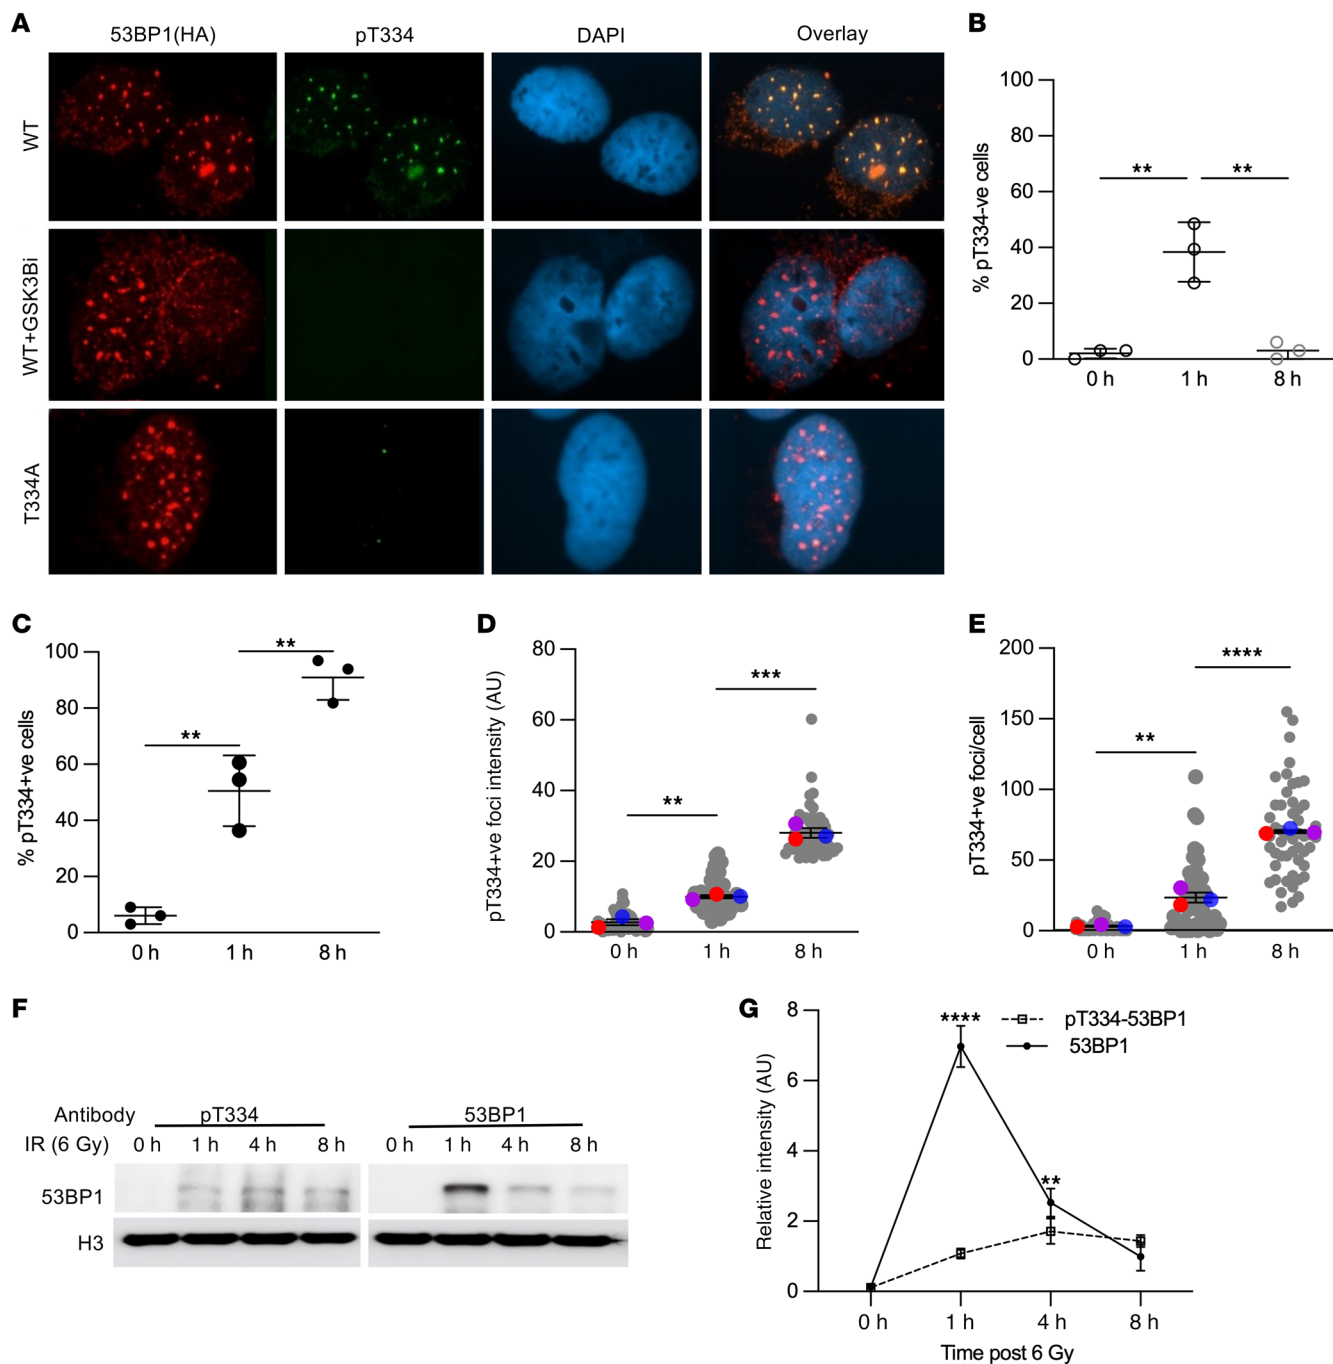 A
53BP1(HA)
pT334
DAPI
Overlay
WT
WT+GSK3Bi
T334A
B
% pT334-ve cells
100
80
60
40
20
0
**
**
0 h
1 h
8 h
C
% pT334+ve cells
100
80
60
40
20
0
**
**
0 h
1 h
8 h
D
pT334+ve foci intensity (AU)
80
60
40
20
0
**
***
0 h
1 h
8 h
E
pT334+ve foci/cell
200
150
100
50
0
**
****
0 h
1 h
8 h
F
Antibody pT334 53BP1
IR (6 Gy) 0 h 1 h 4 h 8 h 0 h 1 h 4 h 8 h
53BP1
H3
G
Relative intensity (AU)
8
6
4
2
0
****
**
pT334-53BP1
53BP1
0 h
1 h
4 h
8 h
Time post 6 Gy